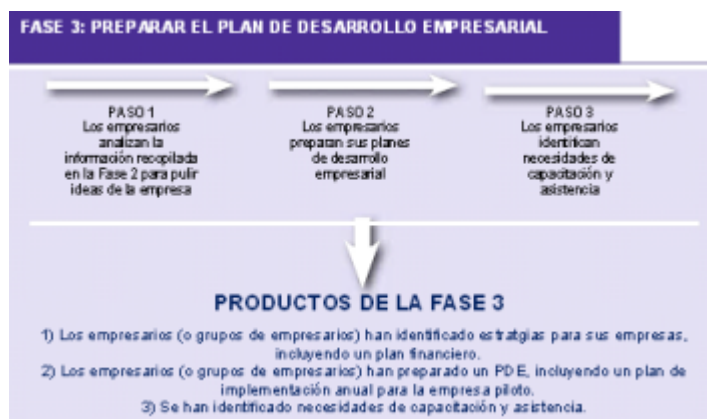 FASE 3: PREPARAR EL PLAN DE DESARROLLO EMPRESARIAL
PASO 1
Los empresarios
analizan la
información recopilada
en la Fase 2 para pulir
ideas de la empresa
PASO 2
Los empresarios
preparan sus planes
de desarrollo
empresarial
PASO 3
Los empresarios
identifican
necesidades de
capacitación y
asistencia
PRODUCTOS DE LA FASE 3
1) Los empresarios (o grupos de empresarios) han identificado estratgias para sus empresas,
incluyendo un plan financiero.
2) Los empresarios (o grupos de empresarios) han preparado un PDE, incluyendo un plan de
implementación anual para la empresa piloto.
3) Se han identificado necesidades de capacitación y asistencia.